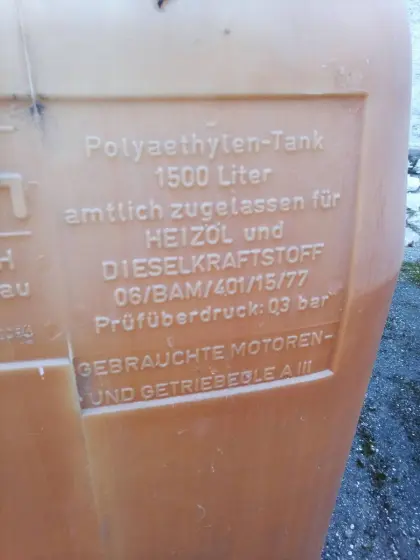 Polyaethylen-Tank
1500 Liter
amtlich zugelassen für
HEIZÖL und
DIESELKRAFTSTOFF
06/BAM/401/15/77
Prüfüberdruck: 0,3 bar
GEBRAUCHTE MOTOREN-
UND GETRIEBEÖLE A III
H
au